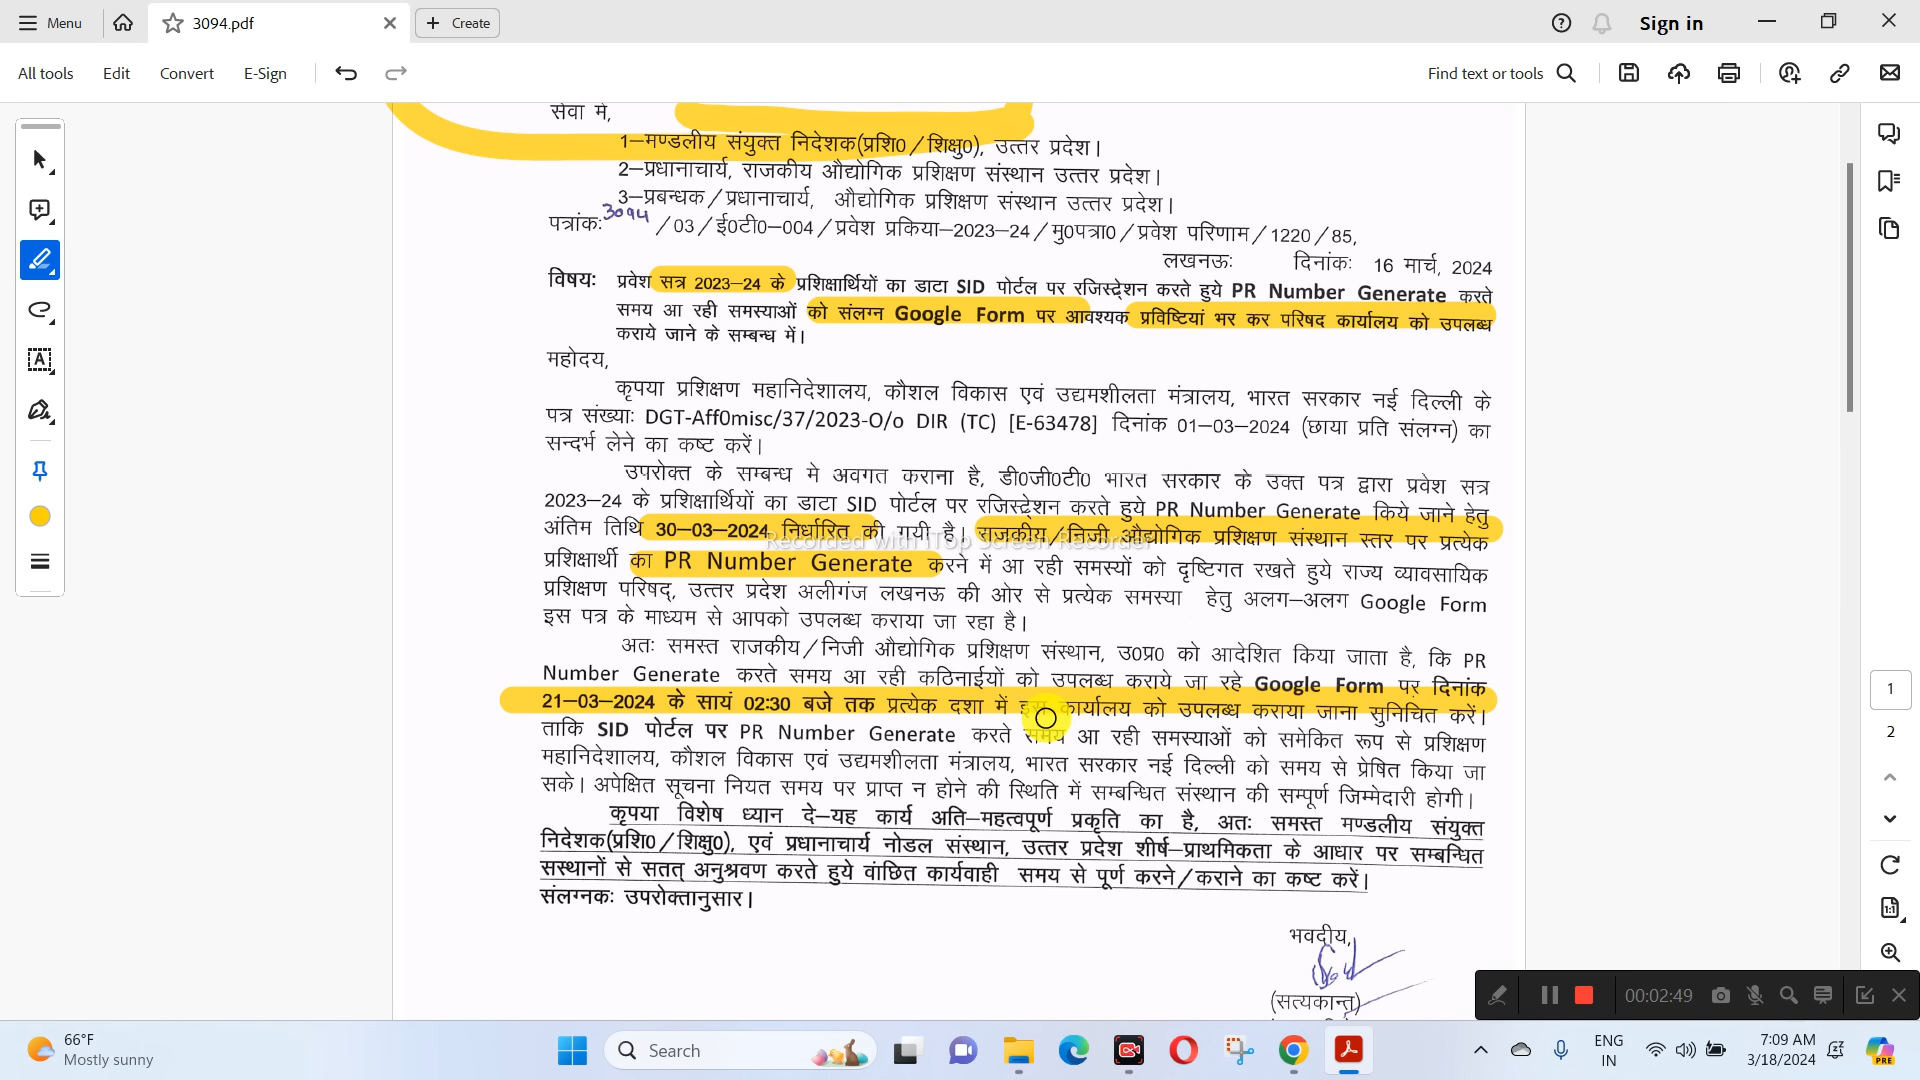 Menu
3094.pdf
Create
Sign in
All tools
Edit
Convert
E-Sign
Find text or tools
सेवा में,
1—मण्डलीय संयुक्त निदेशक(प्रशि0/शिक्षु0), उत्तर प्रदेश।
2—प्रधानाचार्य, राजकीय औद्योगिक प्रशिक्षण संस्थान उत्तर प्रदेश।
3—प्रबन्धक/प्रधानाचार्य, औद्योगिक प्रशिक्षण संस्थान उत्तर प्रदेश।
पत्रांकः 3094 /03/ई0टी0—004/प्रवेश प्रकिया—2023—24/मु0पत्रा0/प्रवेश परिणाम/1220/85,
लखनऊः दिनांकः 16 मार्च, 2024
विषयः प्रवेश सत्र 2023—24 के प्रशिक्षार्थियों का डाटा SID पोर्टल पर रजिस्ट्रेशन करते हुये PR Number Generate करते
समय आ रही समस्याओं को संलग्न Google Form पर आवश्यक प्रविष्टियां भर कर परिषद कार्यालय को उपलब्ध
कराये जाने के सम्बन्ध में।
महोदय,
कृपया प्रशिक्षण महानिदेशालय, कौशल विकास एवं उद्यमशीलता मंत्रालय, भारत सरकार नई दिल्ली के
पत्र संख्याः DGT-Aff0misc/37/2023-O/o DIR (TC) [E-63478] दिनांक 01—03—2024 (छाया प्रति संलग्न) का
सन्दर्भ लेने का कष्ट करें।
उपरोक्त के सम्बन्ध मे अवगत कराना है, डी0जी0टी0 भारत सरकार के उक्त पत्र द्वारा प्रवेश सत्र
2023—24 के प्रशिक्षार्थियों का डाटा SID पोर्टल पर रजिस्ट्रेशन करते हुये PR Number Generate किये जाने हेतु
अंतिम तिथि 30—03—2024 निर्धारित की गयी है। राजकीय/निजी औद्योगिक प्रशिक्षण संस्थान स्तर पर प्रत्येक
Recorded with iTop Screen Recorder
प्रशिक्षार्थी का PR Number Generate करने में आ रही समस्यों को दृष्टिगत रखते हुये राज्य व्यावसायिक
प्रशिक्षण परिषद्, उत्तर प्रदेश अलीगंज लखनऊ की ओर से प्रत्येक समस्या हेतु अलग—अलग Google Form
इस पत्र के माध्यम से आपको उपलब्ध कराया जा रहा है।
अतः समस्त राजकीय/निजी औद्योगिक प्रशिक्षण संस्थान, उ0प्र0 को आदेशित किया जाता है, कि PR
Number Generate करते समय आ रही कठिनाईयों को उपलब्ध कराये जा रहे Google Form पर दिनांक
21—03—2024 के सायं 02:30 बजे तक प्रत्येक दशा में इस कार्यालय को उपलब्ध कराया जाना सुनिचित करें।
ताकि SID पोर्टल पर PR Number Generate करते समय आ रही समस्याओं को समेकित रूप से प्रशिक्षण
महानिदेशालय, कौशल विकास एवं उद्यमशीलता मंत्रालय, भारत सरकार नई दिल्ली को समय से प्रेषित किया जा
सके। अपेक्षित सूचना नियत समय पर प्राप्त न होने की स्थिति में सम्बन्धित संस्थान की सम्पूर्ण जिम्मेदारी होगी।
कृपया विशेष ध्यान दे—यह कार्य अति—महत्वपूर्ण प्रकृति का है, अतः समस्त मण्डलीय संयुक्त
निदेशक(प्रशि0/शिक्षु0), एवं प्रधानाचार्य नोडल संस्थान, उत्तर प्रदेश शीर्ष—प्राथमिकता के आधार पर सम्बन्धित
सस्थानों से सतत् अनुश्रवण करते हुये वांछित कार्यवाही समय से पूर्ण करने/कराने का कष्ट करें।
संलग्नकः उपरोक्तानुसार।
भवदीय,
(सत्यकान्त)
1
2
00:02:49
66°F
Mostly sunny
Search
ENG
IN
7:09 AM
3/18/2024